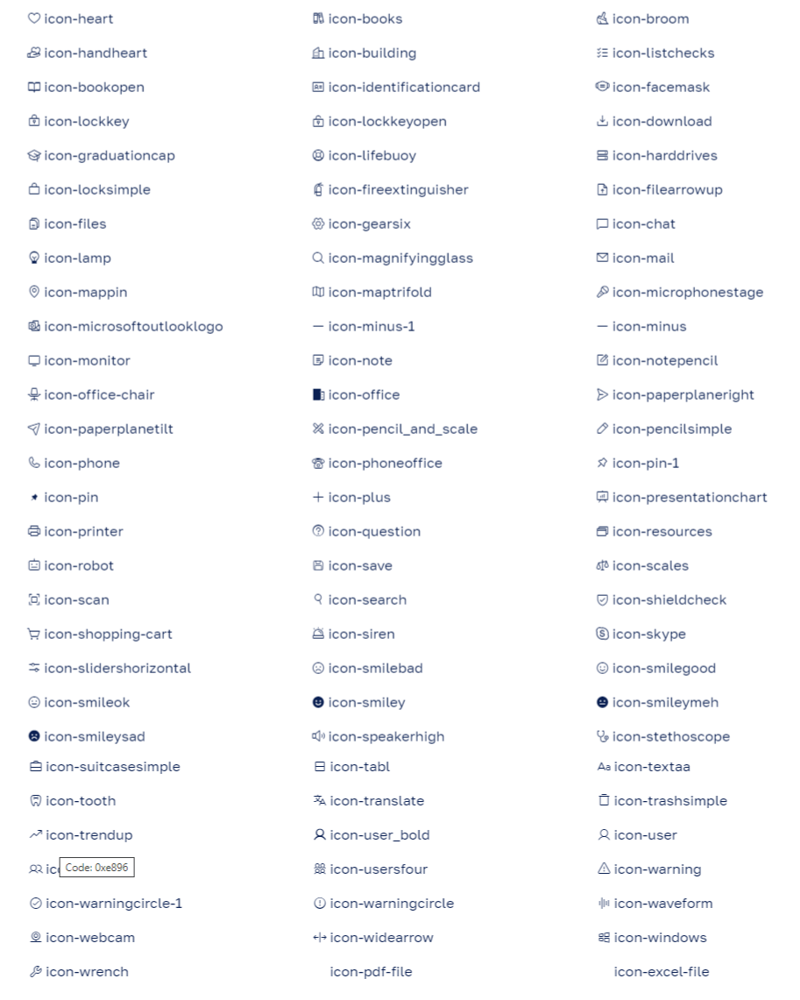 icon-heart icon-books icon-broom
icon-handheart icon-building icon-listchecks
icon-bookopen icon-identificationcard icon-facemask
icon-lockkey icon-lockkeyopen icon-download
icon-graduationcap icon-lifebuoy icon-harddrives
icon-locksimple icon-fireextinguisher icon-filearrowup
icon-files icon-gearsix icon-chat
icon-lamp icon-magnifyingglass icon-mail
icon-mappin icon-maptrifold icon-microphonestage
icon-microsoftoutlooklogo icon-minus-1 icon-minus
icon-monitor icon-note icon-notepencil
icon-office-chair icon-office icon-paperplaneright
icon-paperplanetilt icon-pencil_and_scale icon-pencilsimple
icon-phone icon-phoneoffice icon-pin-1
icon-pin icon-plus icon-presentationchart
icon-printer icon-question icon-resources
icon-robot icon-save icon-scales
icon-scan icon-search icon-shieldcheck
icon-shopping-cart icon-siren icon-skype
icon-slidershorizontal icon-smilebad icon-smilegood
icon-smileok icon-smiley icon-smileymeh
icon-smileysad icon-speakerhigh icon-stethoscope
icon-suitcasesimple icon-tabl Aa icon-textaa
icon-tooth icon-translate icon-trashsimple
icon-trendup icon-user_bold icon-user
Code: 0xe896 icon-usersfour icon-warning
icon-warningcircle-1 icon-warningcircle icon-waveform
icon-webcam icon-widearrow icon-windows
icon-wrench icon-pdf-file icon-excel-file